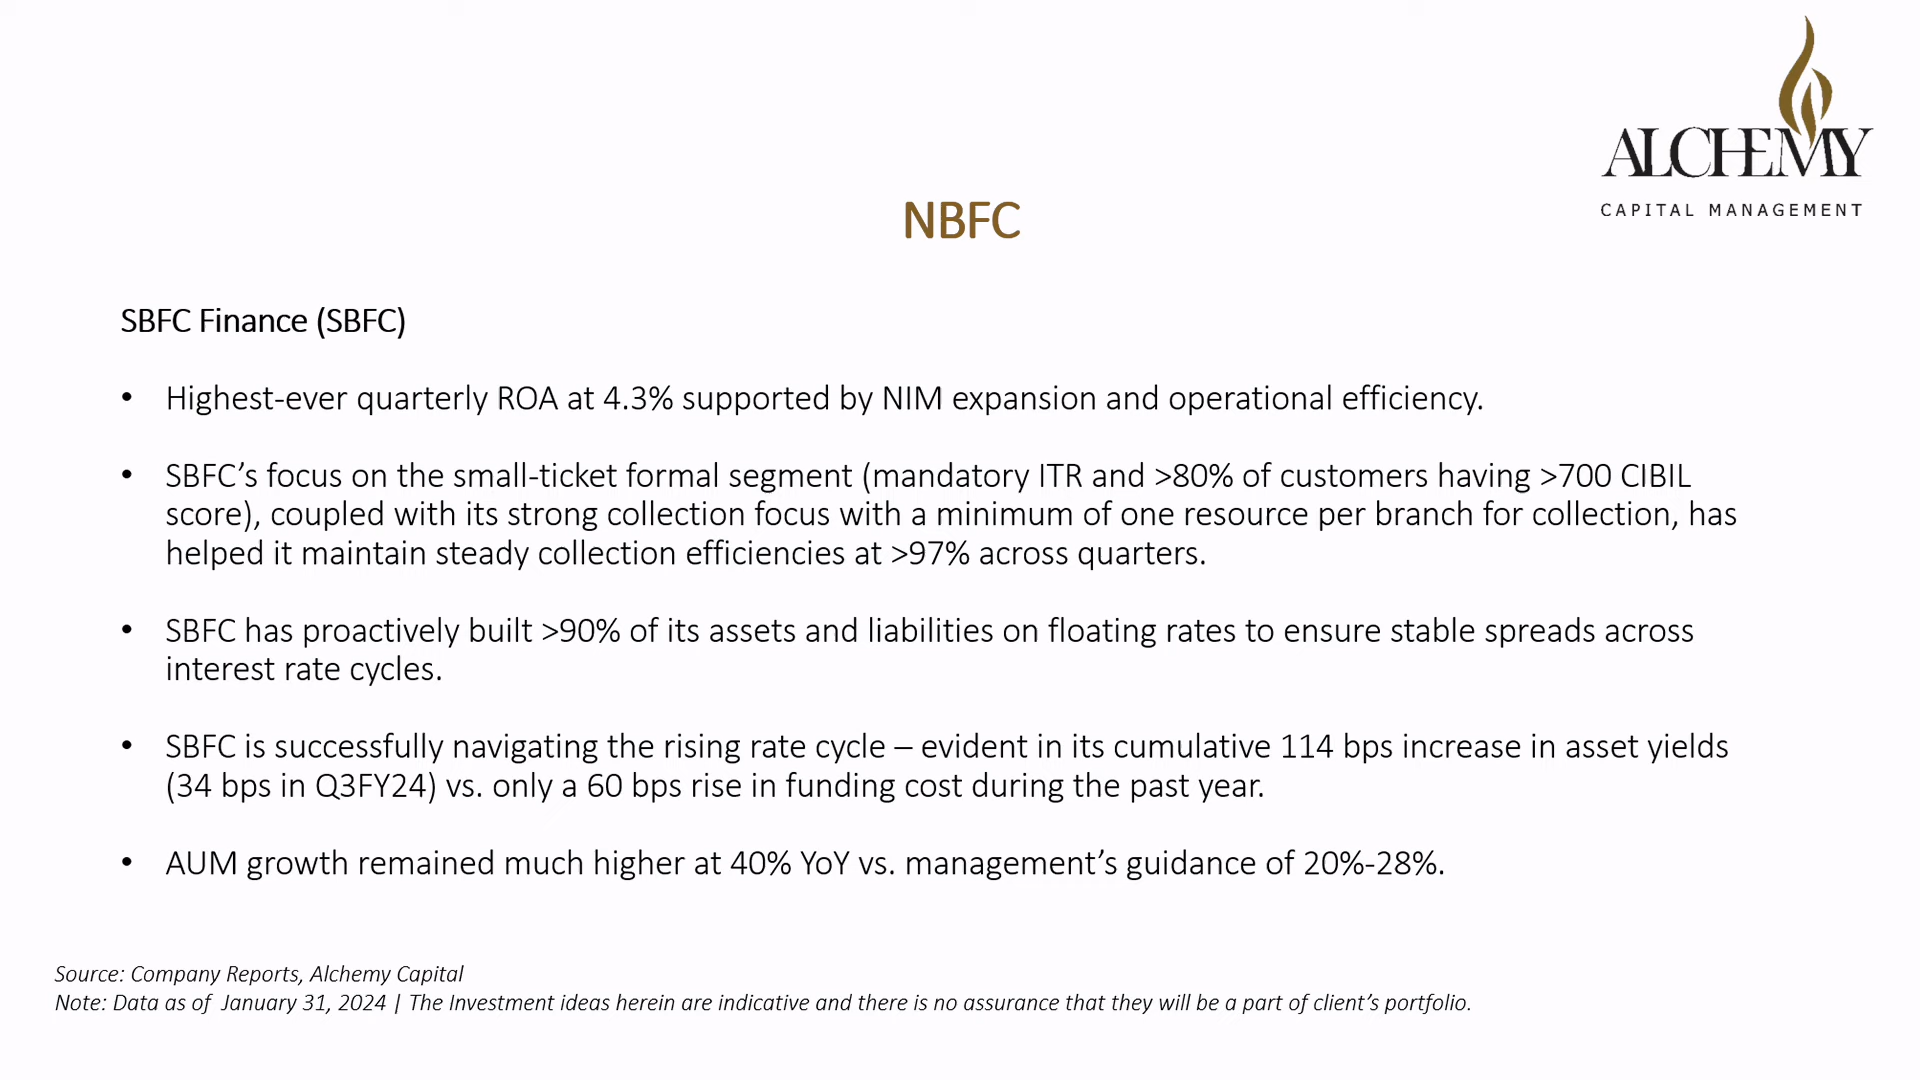 ALCHEMY
CAPITAL MANAGEMENT
NBFC
SBFC Finance (SBFC)
• Highest-ever quarterly ROA at 4.3% supported by NIM expansion and operational efficiency.
• SBFC’s focus on the small-ticket formal segment (mandatory ITR and >80% of customers having >700 CIBIL
score), coupled with its strong collection focus with a minimum of one resource per branch for collection, has
helped it maintain steady collection efficiencies at >97% across quarters.
• SBFC has proactively built >90% of its assets and liabilities on floating rates to ensure stable spreads across
interest rate cycles.
• SBFC is successfully navigating the rising rate cycle – evident in its cumulative 114 bps increase in asset yields
(34 bps in Q3FY24) vs. only a 60 bps rise in funding cost during the past year.
• AUM growth remained much higher at 40% YoY vs. management’s guidance of 20%-28%.
Source: Company Reports, Alchemy Capital
Note: Data as of January 31, 2024 | The Investment ideas herein are indicative and there is no assurance that they will be a part of client’s portfolio.